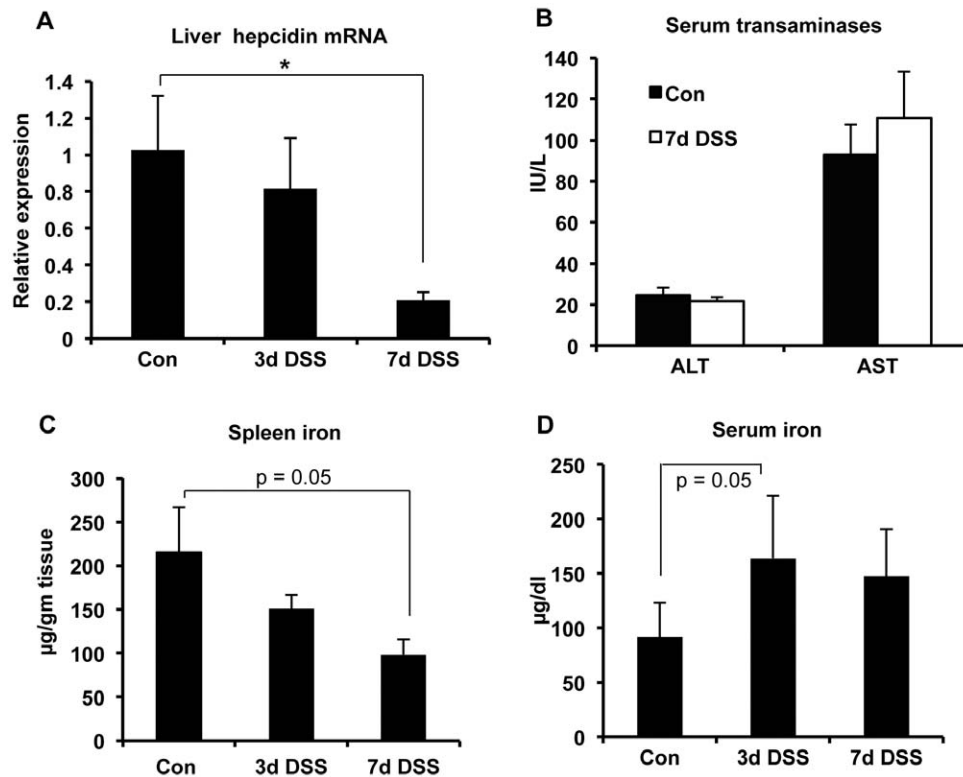 A
Liver hepcidin mRNA
*
1.4
1.2
1
0.8
0.6
0.4
0.2
0
Relative expression
Con
3d DSS
7d DSS
B
Serum transaminases
Con
7d DSS
140
120
100
80
60
40
20
0
IU/L
ALT
AST
C
Spleen iron
p = 0.05
300
250
200
150
100
50
0
µg/gm tissue
Con
3d DSS
7d DSS
D
Serum iron
p = 0.05
250
200
150
100
50
0
µg/dl
Con
3d DSS
7d DSS